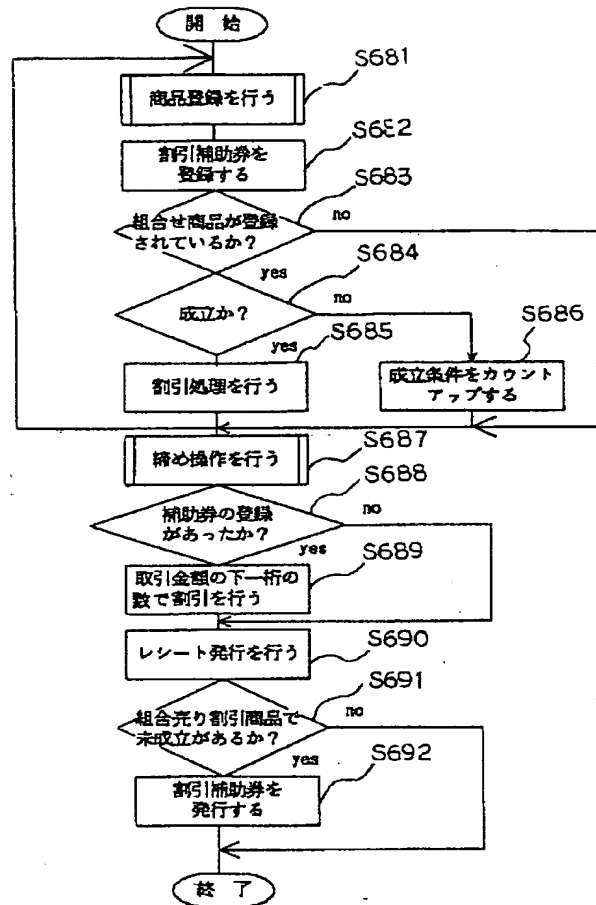 開 始
S681
商品登録を行う
S682
割引補助券を
登録する
S683
組合せ商品が登録
されているか？
no
yes
S684
成立か？
no
yes
S685
S686
割引処理を行う
成立条件をカウント
アップする
S687
締め操作を行う
S688
補助券の登録
があったか？
no
yes
S689
取引金額の下一桁の
数で割引を行う
S690
レシート発行を行う
S691
組合売り割引商品で
未成立があるか？
no
yes
S692
割引補助券を
発行する
終 了